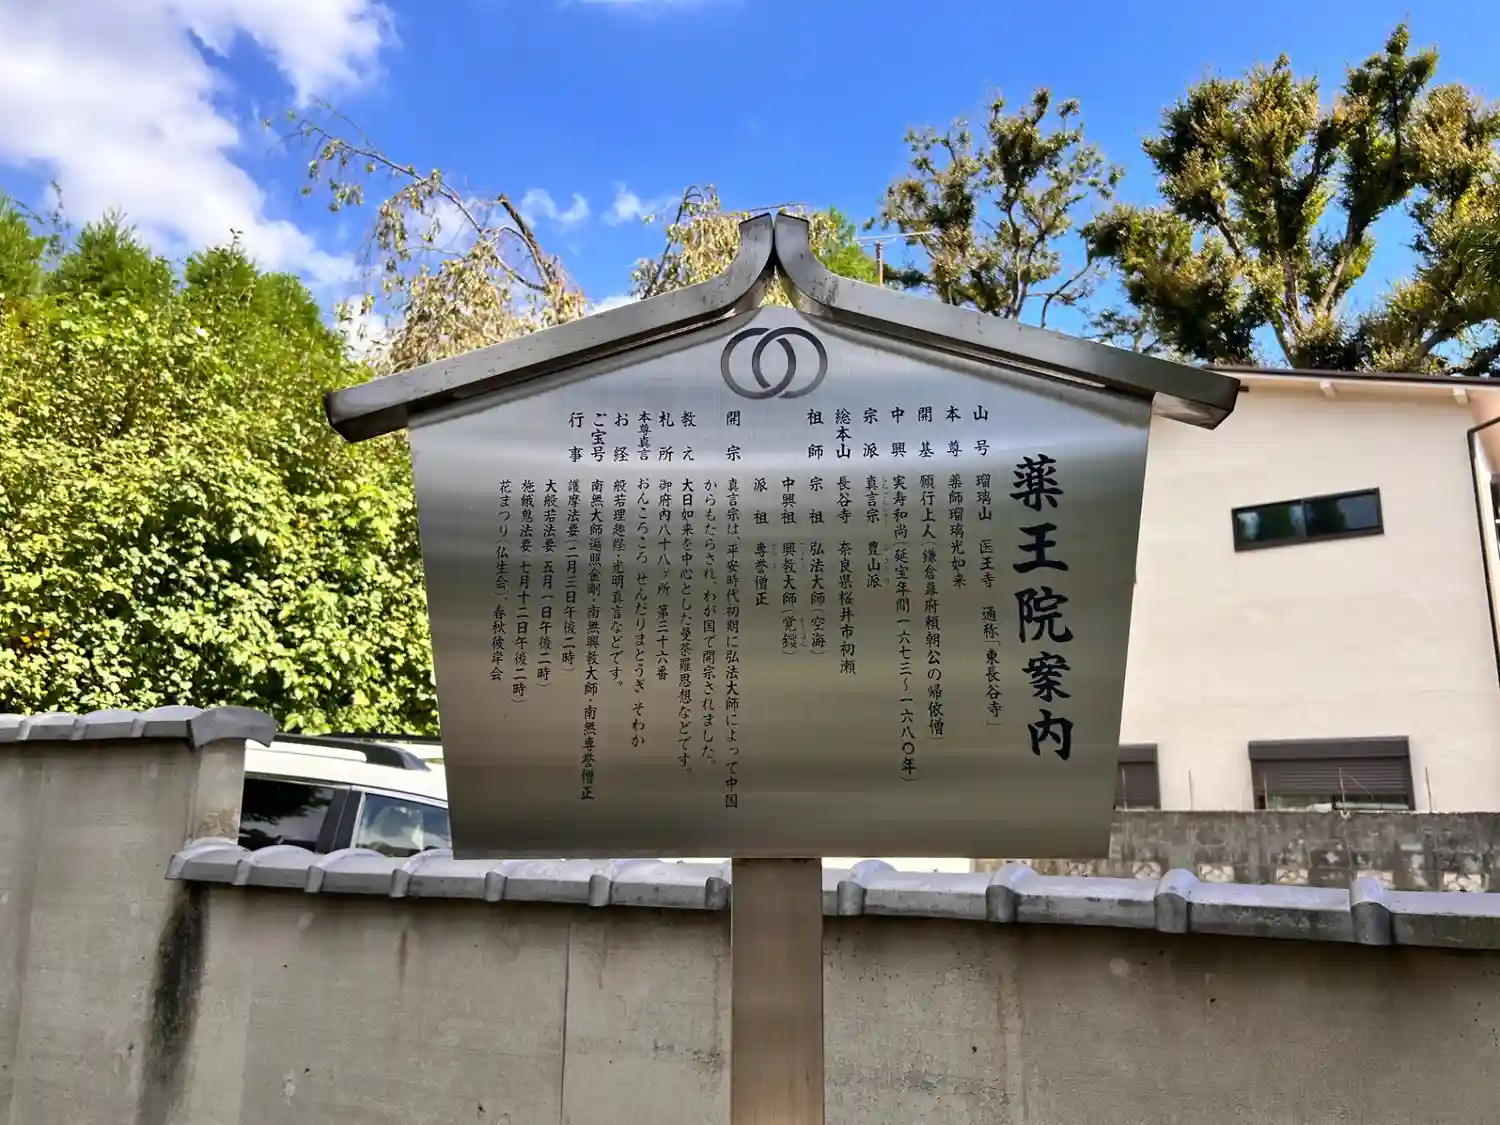 薬王院案内
山号 瑠璃山 医王寺 通称「東長谷寺」
本尊 薬師瑠璃光如来
開基 願行上人(鎌倉幕府頼朝公の帰依僧)
中興 実寿和尚(延宝年間一六七三〜一六八〇年)
宗派 真言宗 豊山派
総本山 長谷寺 奈良県桜井市初瀬
祖師 宗祖 弘法大師(空海)
中興祖 興教大師(覚鑁)
派祖 専誉僧正
開宗 真言宗は、平安時代初期に弘法大師によって中国
からもたらされ、わが国で開宗されました。
教え 大日如来を中心とした曼荼羅思想などです。
札所 御府内八十八ヶ所 第三十六番
本尊真言 おんころころ せんだりまとうぎ そわか
お経 般若理趣経・光明真言などです。
ご宝号 南無大師遍照金剛・南無興教大師・南無専誉僧正
行事 護摩法要(二月三日午後二時)
大般若法要 五月一日午後二時)
施餓鬼法要 七月十二日午後二時)
花まつり(仏生会)、春秋彼岸会